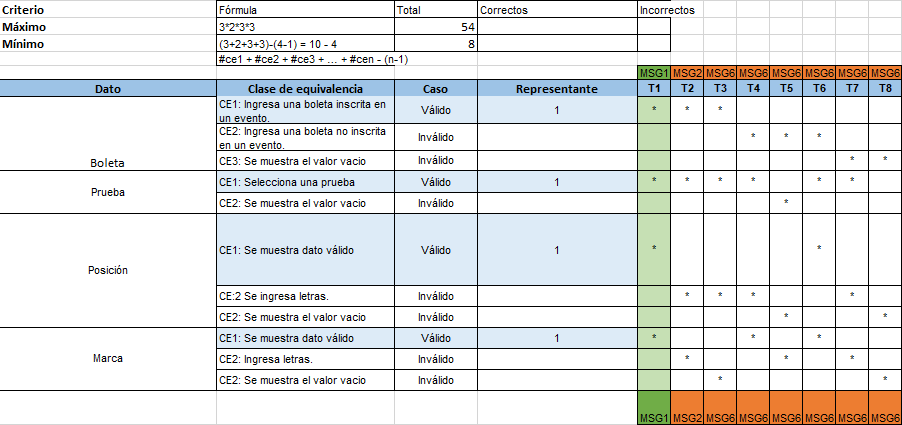 Criterio Fórmula Total Correctos Incorrectos
Máximo 3*2*3*3 54
Mínimo (3+2+3+3)-(4-1) = 10 - 4 8
#ce1 + #ce2 + #ce3 + ... + #cen - (n-1)
MSG1 MSG2 MSG6 MSG6 MSG6 MSG6 MSG6 MSG6
Dato Clase de equivalencia Caso Representante T1 T2 T3 T4 T5 T6 T7 T8
CE1: Ingresa una boleta inscrita en
un evento. Válido 1 * * *
CE2: Ingresa una boleta no inscrita
en un evento. Inválido * * *
Boleta CE3: Se muestra el valor vacio Inválido * *
Prueba CE1: Selecciona una prueba Válido 1 * * * * * *
CE2: Se muestra el valor vacio Inválido *
Posición CE1: Se muestra dato válido Válido 1 * *
CE:2 Se ingresa letras. Inválido * * * *
CE2: Se muestra el valor vacio Inválido * *
Marca CE1: Se muestra dato válido Válido 1 * * *
CE2: Ingresa letras. Inválido * * *
CE2: Se muestra el valor vacio Inválido * *
MSG1 MSG2 MSG6 MSG6 MSG6 MSG6 MSG6 MSG6